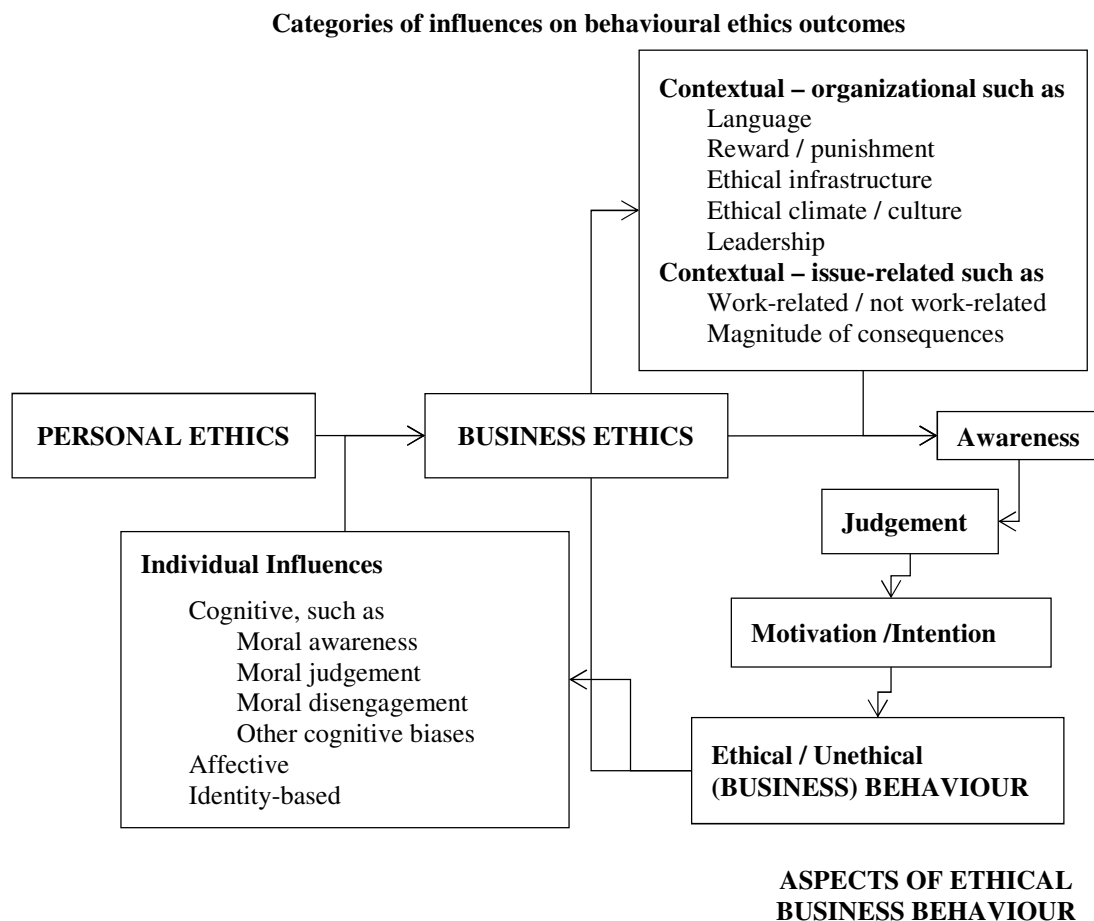 Categories of influences on behavioural ethics outcomes
Contextual – organizational such as
Language
Reward / punishment
Ethical infrastructure
Ethical climate / culture
Leadership
Contextual – issue-related such as
Work-related / not work-related
Magnitude of consequences
PERSONAL ETHICS
BUSINESS ETHICS
Awareness
Judgement
Motivation /Intention
Ethical / Unethical
(BUSINESS) BEHAVIOUR
Individual Influences
Cognitive, such as
Moral awareness
Moral judgement
Moral disengagement
Other cognitive biases
Affective
Identity-based
ASPECTS OF ETHICAL
BUSINESS BEHAVIOUR